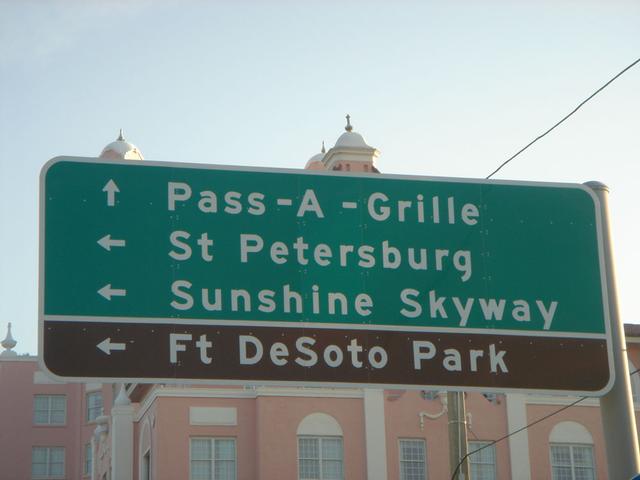 Pass-A-Grille
St Petersburg
Sunshine Skyway
Ft DeSoto Park